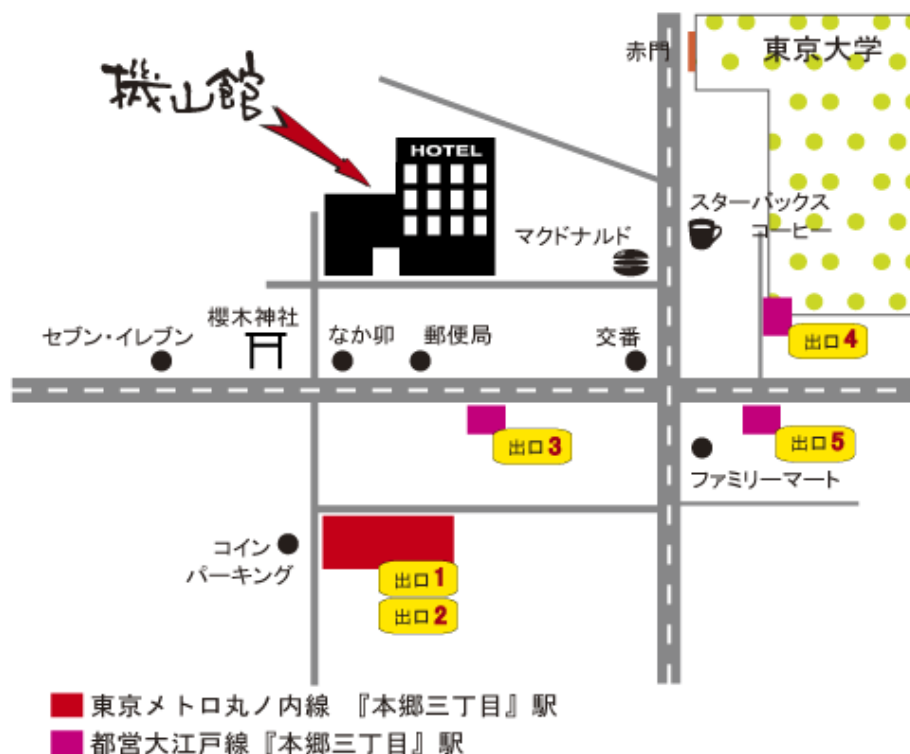 赤門
東京大学
機山館
HOTEL
スターバックス
コーヒー
マクドナルド
櫻木神社
セブン・イレブン
なか卯
郵便局
交番
出口4
出口3
出口5
ファミリーマート
コイン
パーキング
出口1
出口2
東京メトロ丸ノ内線 『本郷三丁目』駅
都営大江戸線『本郷三丁目』駅